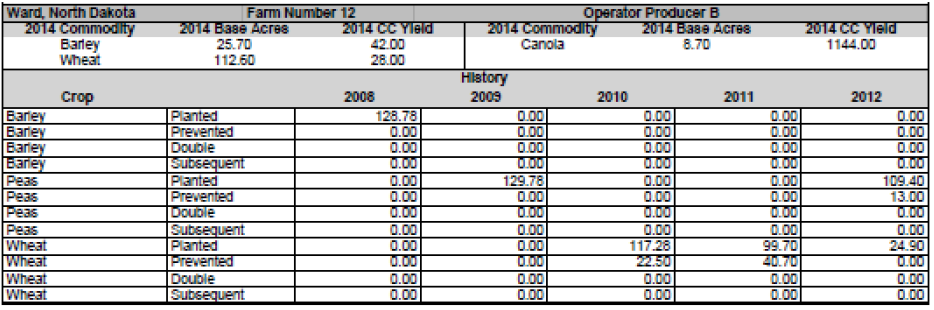 Ward, North Dakota Farm Number 12 Operator Producer B
2014 Commodity 2014 Base Acres 2014 CC Yield 2014 Commodity 2014 Base Acres 2014 CC Yield
Barley 25.70 42.00 Canola 8.70 1144.00
Wheat 112.60 28.00
History
Crop 2008 2009 2010 2011 2012
Barley Planted 128.78 0.00 0.00 0.00 0.00
Barley Prevented 0.00 0.00 0.00 0.00 0.00
Barley Double 0.00 0.00 0.00 0.00 0.00
Barley Subsequent 0.00 0.00 0.00 0.00 0.00
Peas Planted 0.00 129.78 0.00 0.00 109.40
Peas Prevented 0.00 0.00 0.00 0.00 13.00
Peas Double 0.00 0.00 0.00 0.00 0.00
Peas Subsequent 0.00 0.00 0.00 0.00 0.00
Wheat Planted 0.00 0.00 117.28 99.70 24.90
Wheat Prevented 0.00 0.00 22.50 40.70 0.00
Wheat Double 0.00 0.00 0.00 0.00 0.00
Wheat Subsequent 0.00 0.00 0.00 0.00 0.00